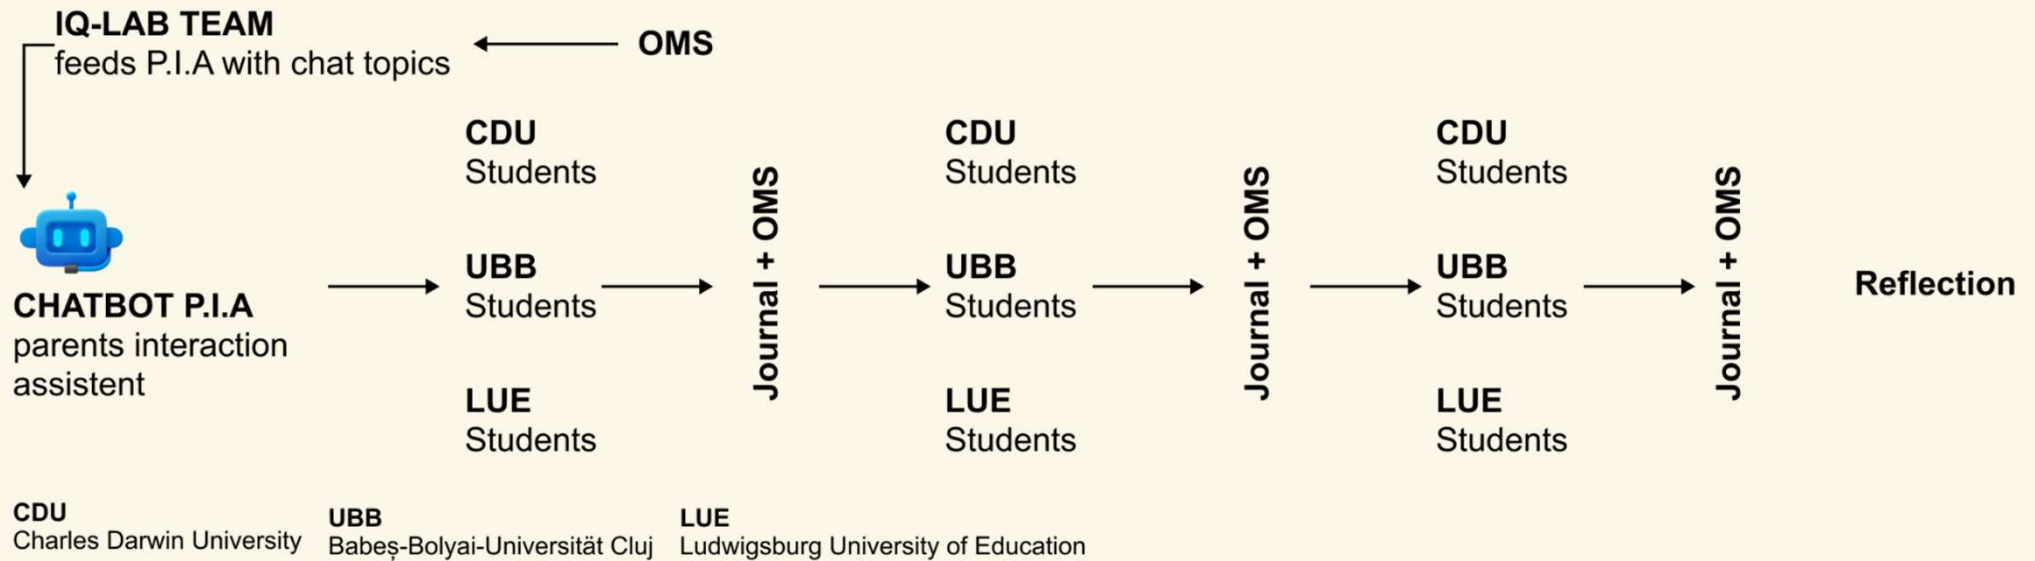 IQ-LAB TEAM
feeds P.I.A with chat topics
OMS
CHATBOT P.I.A
parents interaction
assistent
CDU
Students
UBB
Students
LUE
Students
Journal + OMS
CDU
Students
UBB
Students
LUE
Students
Journal + OMS
CDU
Students
UBB
Students
LUE
Students
Journal + OMS
Reflection
CDU
Charles Darwin University
UBB
Babeș-Bolyai-Universität Cluj
LUE
Ludwigsburg University of Education